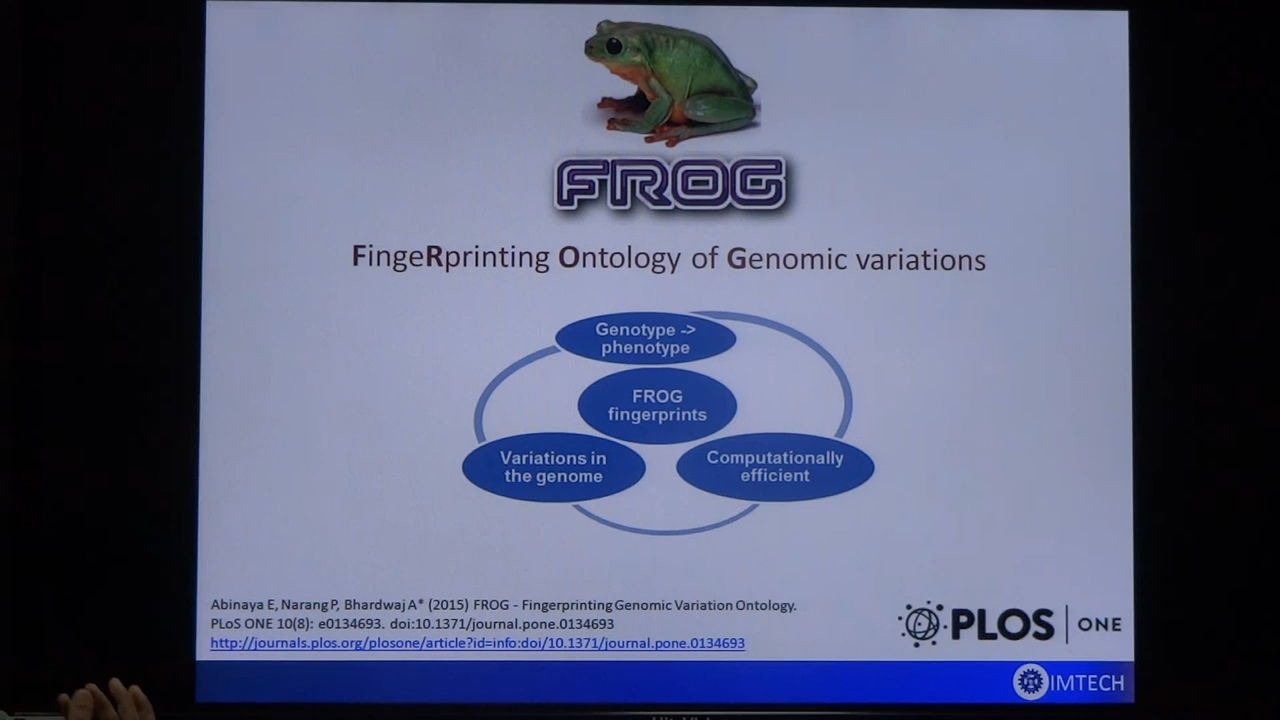 FROG
FingeRprinting Ontology of Genomic variations
Genotype ->
phenotype
FROG
fingerprints
Variations in
the genome
Computationally
efficient
Abinaya E, Narang P, Bhardwaj A* (2015) FROG - Fingerprinting Genomic Variation Ontology.
PLoS ONE 10(8): e0134693. doi:10.1371/journal.pone.0134693
http://journals.plos.org/plosone/article?id=info:doi/10.1371/journal.pone.0134693
PLOS ONE
IMTECH